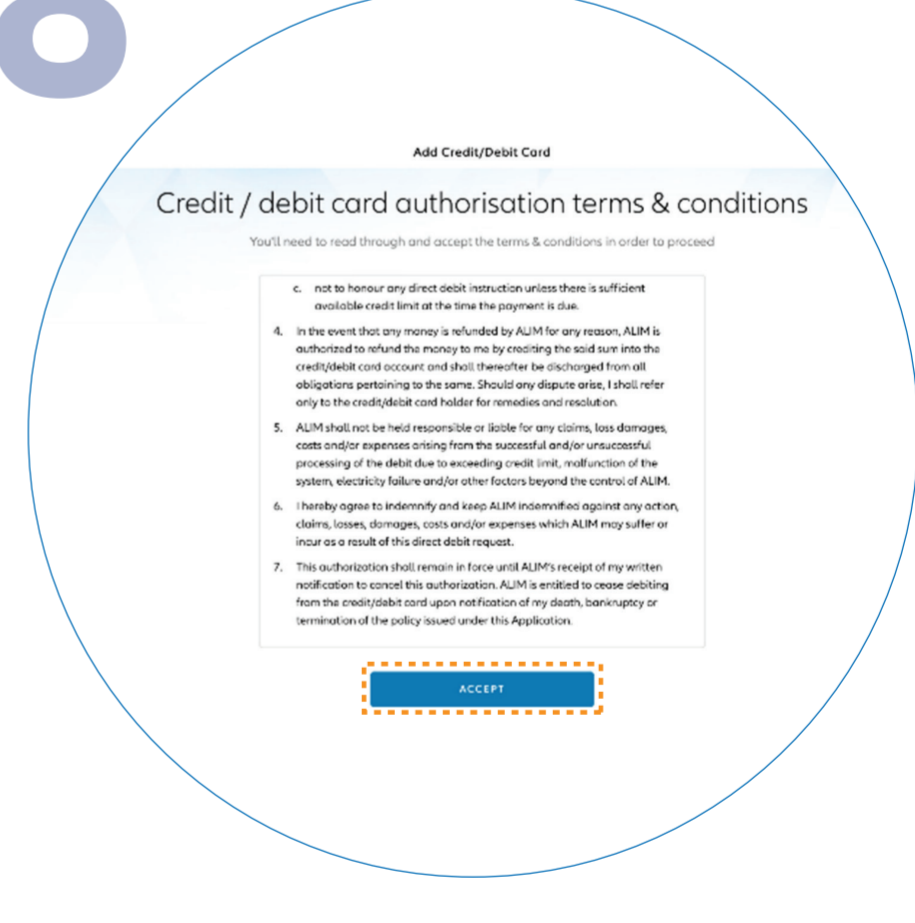 Add Credit/Debit Card
Credit / debit card authorisation terms & conditions
You'll need to read through and accept the terms & conditions in order to proceed
c. not to honour any direct debit instruction unless there is sufficient
available credit limit at the time the payment is due.
4. In the event that any money is refunded by ALIM for any reason, ALIM is
authorized to refund the money to me by crediting the said sum into the
credit/debit card account and shall thereafter be discharged from all
obligations pertaining to the same. Should any dispute arise, I shall refer
only to the credit/debit card holder for remedies and resolution.
5. ALIM shall not be held responsible or liable for any claims, loss damages,
costs and/or expenses arising from the successful and/or unsuccessful
processing of the debit due to exceeding credit limit, malfunction of the
system, electricity failure and/or other factors beyond the control of ALIM.
6. I hereby agree to indemnify and keep ALIM indemnified against any action,
claims, losses, damages, costs and/or expenses which ALIM may suffer or
incur as a result of this direct debit request.
7. This authorization shall remain in force until ALIM's receipt of my written
notification to cancel this authorization. ALIM is entitled to cease debiting
from the credit/debit card upon notification of my death, bankruptcy or
termination of the policy issued under this Application.
ACCEPT